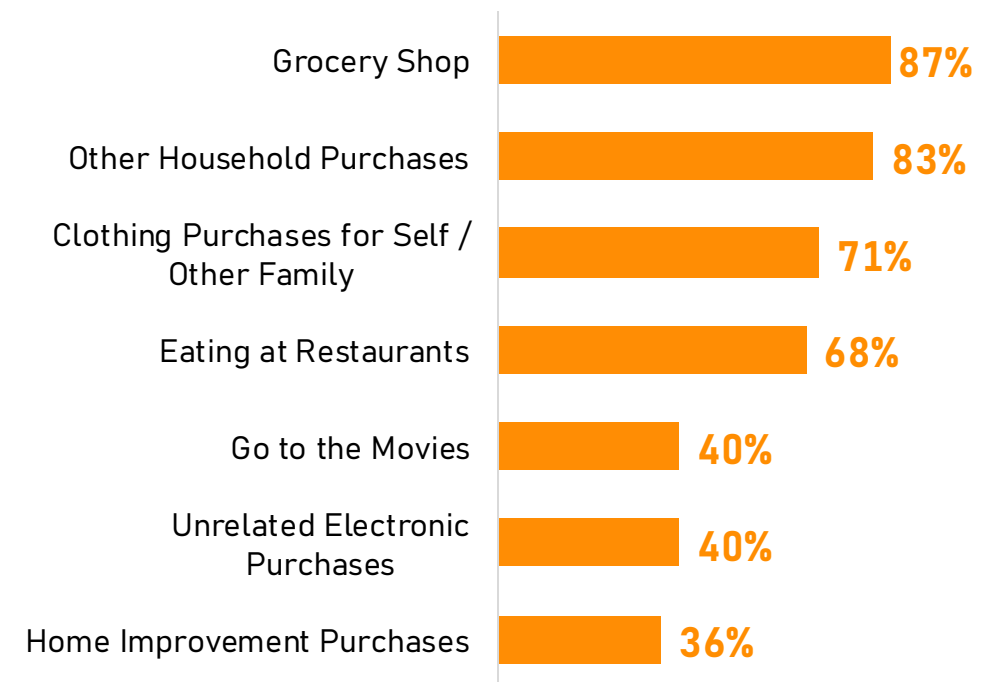 Grocery Shop
87%
Other Household Purchases
83%
Clothing Purchases for Self /
Other Family
71%
Eating at Restaurants
68%
Go to the Movies
40%
Unrelated Electronic
Purchases
40%
Home Improvement Purchases
36%